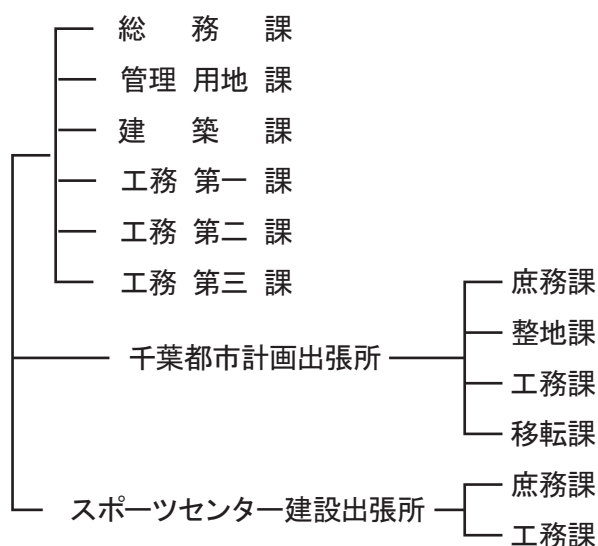 総務課
管理用地課
建築課
工務第一課
工務第二課
工務第三課
千葉都市計画出張所
庶務課
整地課
工務課
移転課
スポーツセンター建設出張所
庶務課
工務課